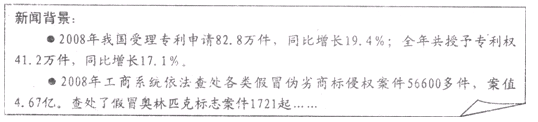 新闻背景：
●2008年我国受理专利申请82.8万件，同比增长19.4%；全年共授予专利权
41.2万件，同比增长17.1%。
●2008年工商系统依法查处各类假冒伪劣商标侵权案件56600多件，案值
4.67亿。查处了假冒奥林匹克标志案件1721起……